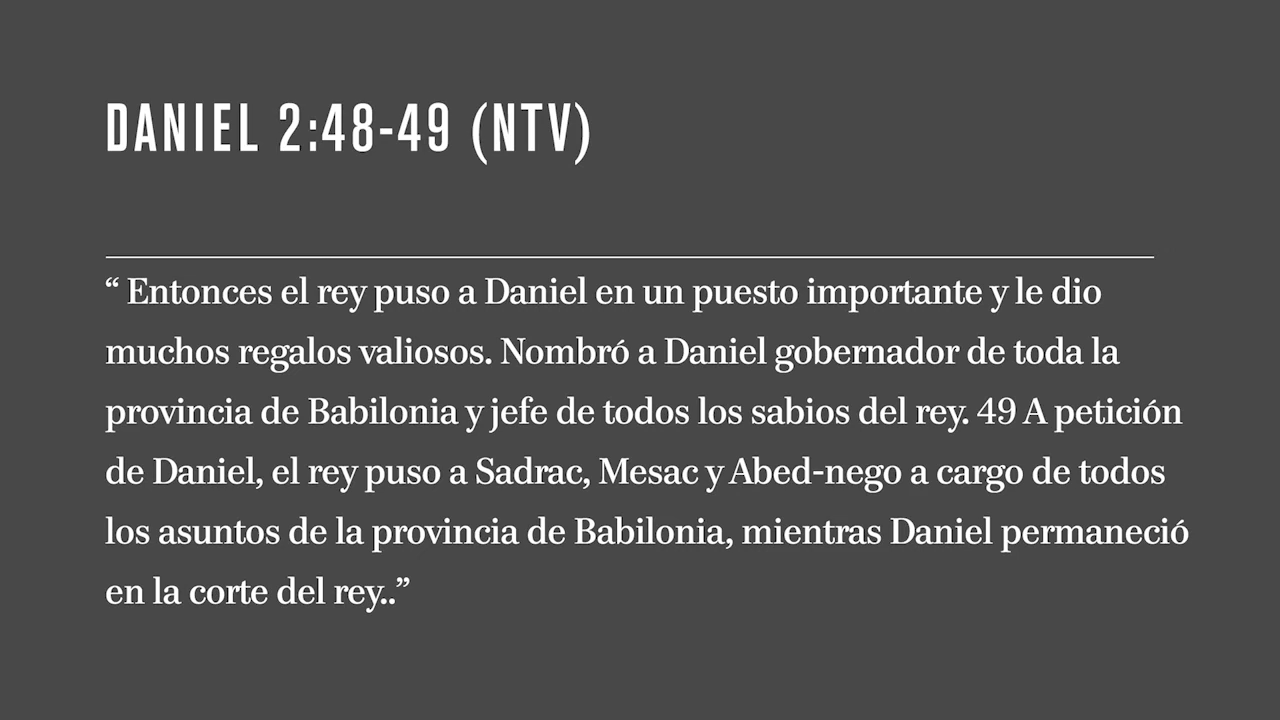 DANIEL 2:48-49 (NTV)
“ Entonces el rey puso a Daniel en un puesto importante y le dio
muchos regalos valiosos. Nombró a Daniel gobernador de toda la
provincia de Babilonia y jefe de todos los sabios del rey. 49 A petición
de Daniel, el rey puso a Sadrac, Mesac y Abed-nego a cargo de todos
los asuntos de la provincia de Babilonia, mientras Daniel permaneció
en la corte del rey..”